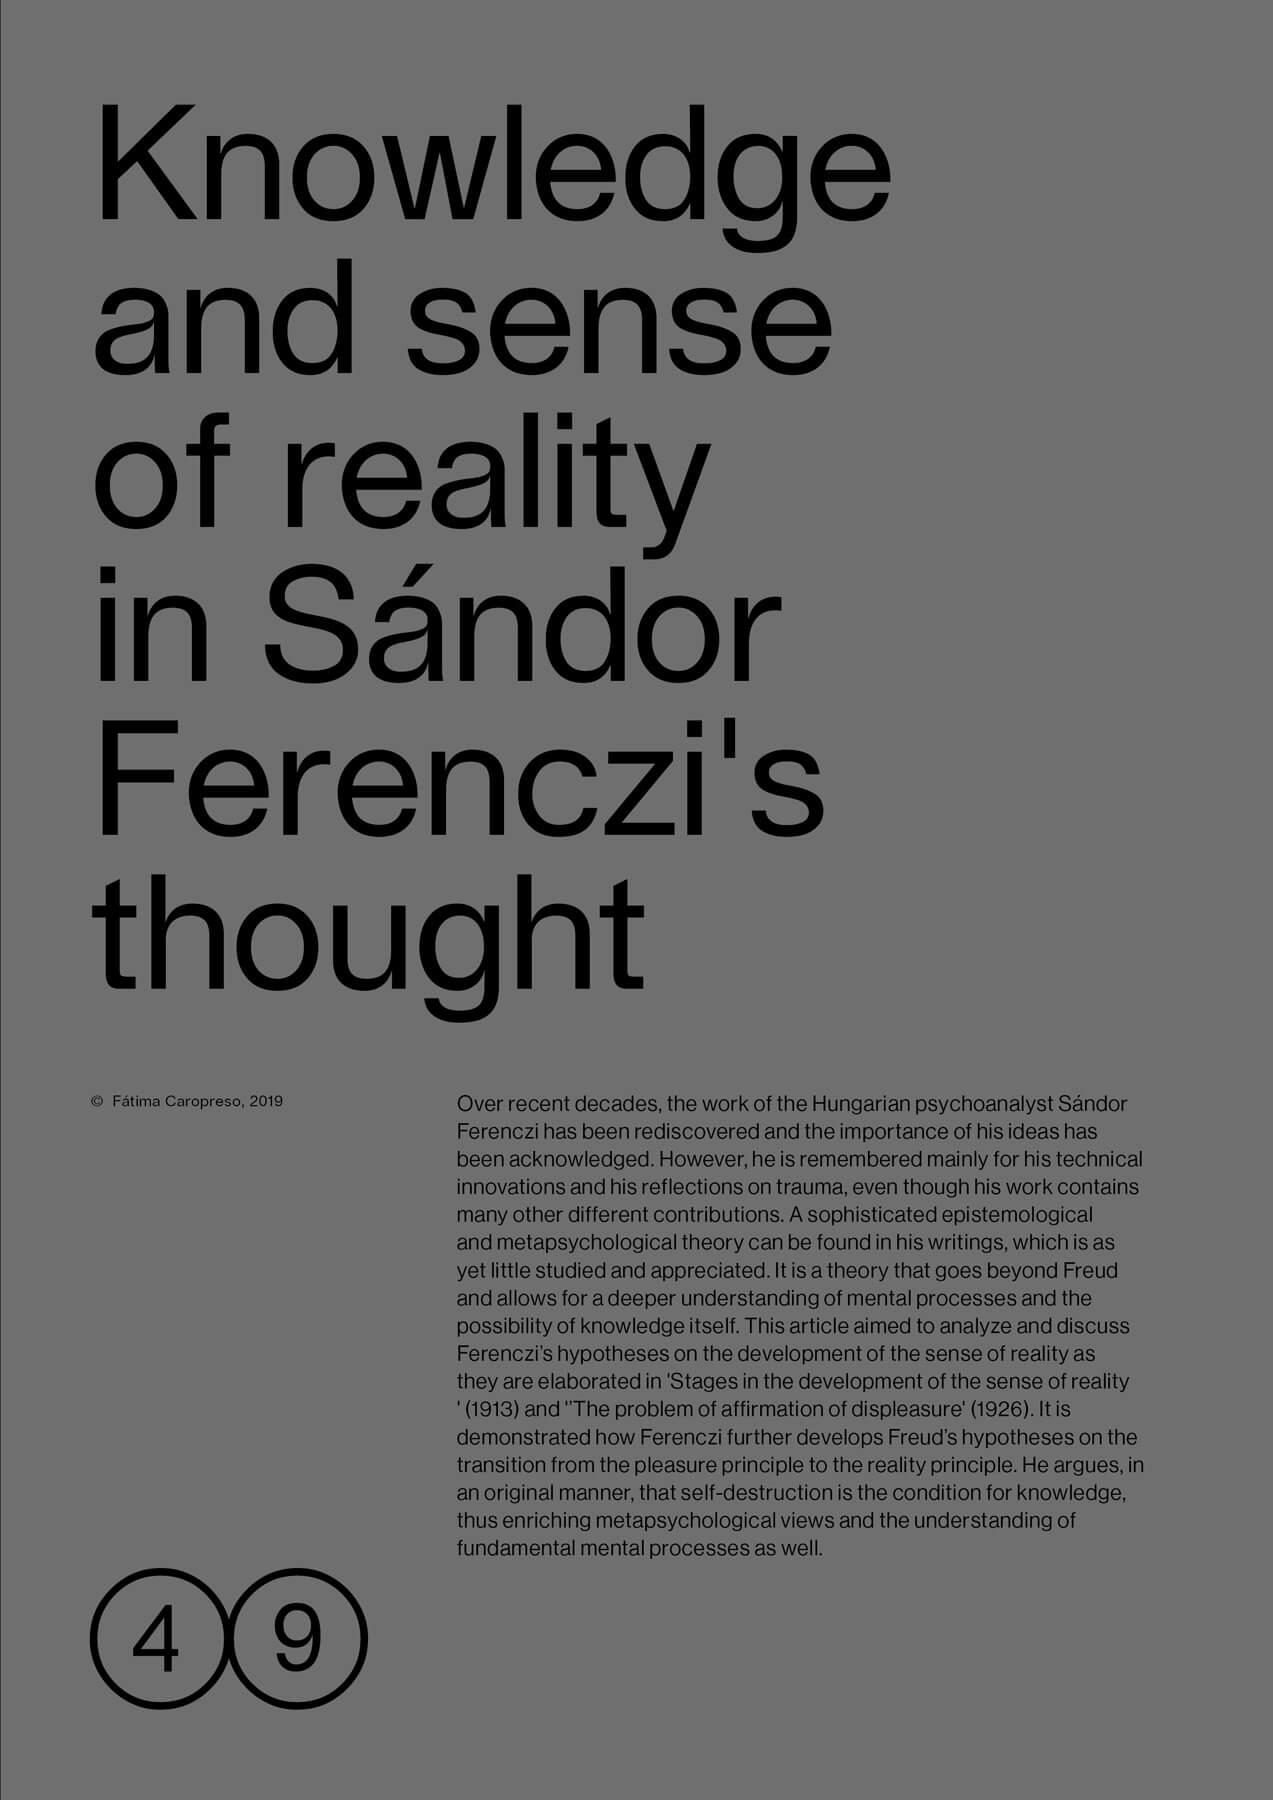 Knowledge
and sense
of reality
in Sándor
Ferenczi's
thought
© Fátima Caropreso, 2019
Over recent decades, the work of the Hungarian psychoanalyst Sándor
Ferenczi has been rediscovered and the importance of his ideas has
been acknowledged. However, he is remembered mainly for his technical
innovations and his reflections on trauma, even though his work contains
many other different contributions. A sophisticated epistemological
and metapsychological theory can be found in his writings, which is as
yet little studied and appreciated. It is a theory that goes beyond Freud
and allows for a deeper understanding of mental processes and the
possibility of knowledge itself. This article aimed to analyze and discuss
Ferenczi’s hypotheses on the development of the sense of reality as
they are elaborated in 'Stages in the development of the sense of reality
' (1913) and ''The problem of affirmation of displeasure' (1926). It is
demonstrated how Ferenczi further develops Freud’s hypotheses on the
transition from the pleasure principle to the reality principle. He argues, in
an original manner, that self-destruction is the condition for knowledge,
thus enriching metapsychological views and the understanding of
fundamental mental processes as well.
4 9